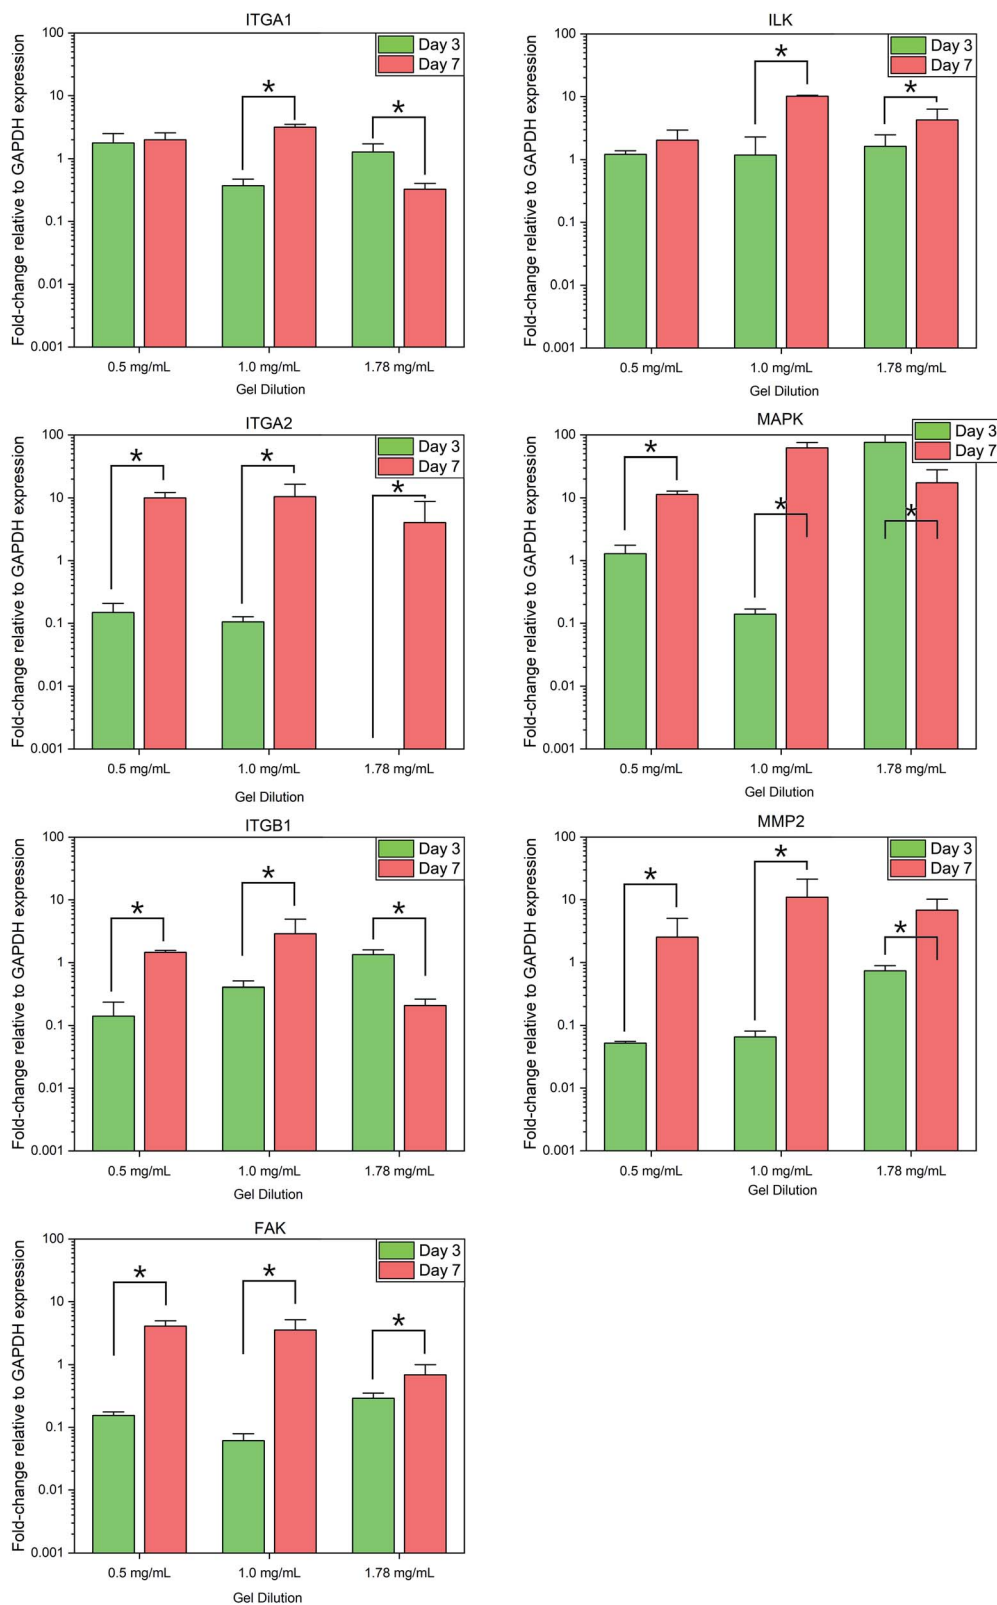 ITGA1
Fold-change relative to GAPDH expression
100
10
1
0.1
0.01
0.001
Day 3
Day 7
*
*
0.5 mg/mL 1.0 mg/mL 1.78 mg/mL
Gel Dilution
ILK
Fold-change relative to GAPDH expression
100
10
1
0.1
0.01
0.001
Day 3
Day 7
*
*
0.5 mg/mL 1.0 mg/mL 1.78 mg/mL
Gel Dilution
ITGA2
Fold-change relative to GAPDH expression
100
10
1
0.1
0.01
0.001
Day 3
Day 7
*
*
*
0.5 mg/mL 1.0 mg/mL 1.78 mg/mL
Gel Dilution
MAPK
Fold-change relative to GAPDH expression
100
10
1
0.1
0.01
0.001
Day 3
Day 7
*
*
*
0.5 mg/mL 1.0 mg/mL 1.78 mg/mL
Gel Dilution
ITGB1
Fold-change relative to GAPDH expression
100
10
1
0.1
0.01
0.001
Day 3
Day 7
*
*
*
0.5 mg/mL 1.0 mg/mL 1.78 mg/mL
Gel Dilution
MMP2
Fold-change relative to GAPDH expression
100
10
1
0.1
0.01
0.001
Day 3
Day 7
*
*
*
0.5 mg/mL 1.0 mg/mL 1.78 mg/mL
Gel Dilution
FAK
Fold-change relative to GAPDH expression
100
10
1
0.1
0.01
0.001
Day 3
Day 7
*
*
*
0.5 mg/mL 1.0 mg/mL 1.78 mg/mL
Gel Dilution